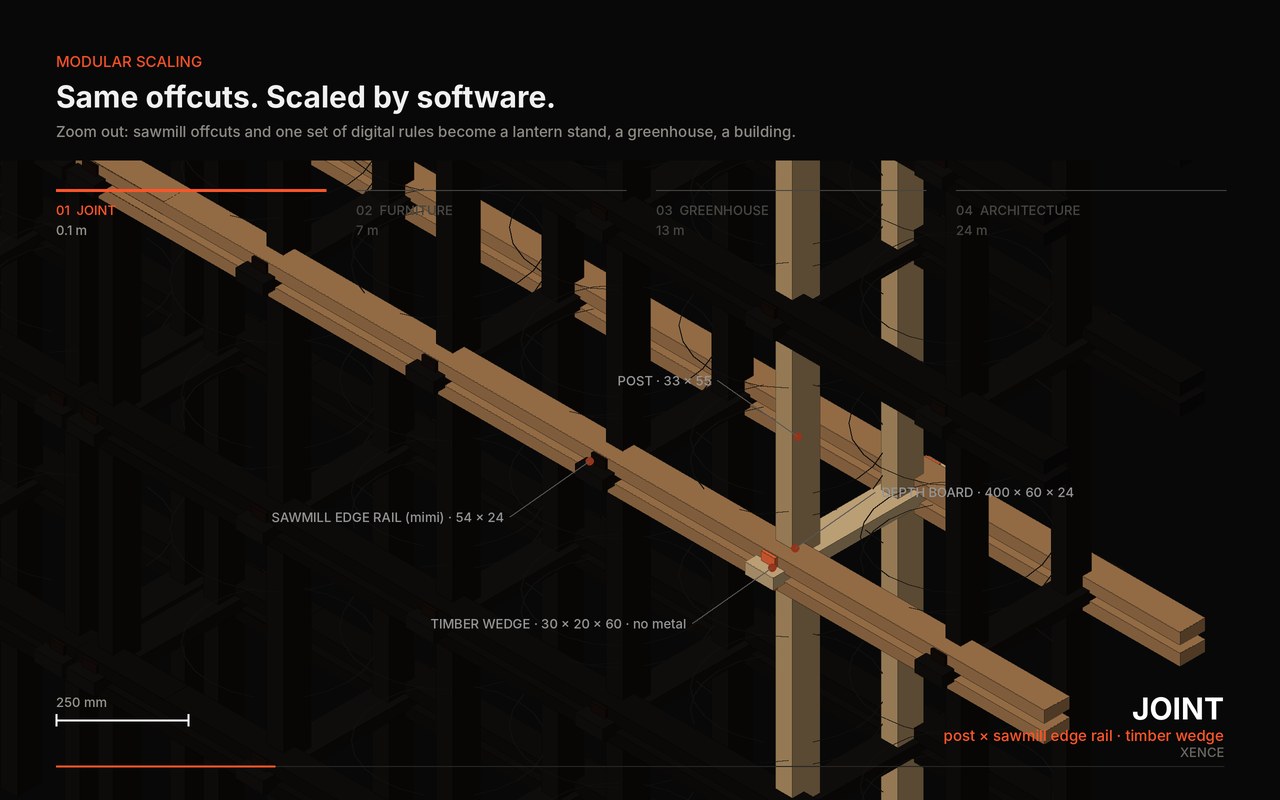 MODULAR SCALING
Same offcuts. Scaled by software.
Zoom out: sawmill offcuts and one set of digital rules become a lantern stand, a greenhouse, a building.
01 JOINT
0.1 m
02 FURNITURE
7 m
03 GREENHOUSE
13 m
04 ARCHITECTURE
24 m
POST · 33 × 55
DEPTH BOARD · 400 × 60 × 24
SAWMILL EDGE RAIL (mimi) · 54 × 24
TIMBER WEDGE · 30 × 20 × 60 · no metal
250 mm
JOINT
post × sawmill edge rail · timber wedge
XENCE